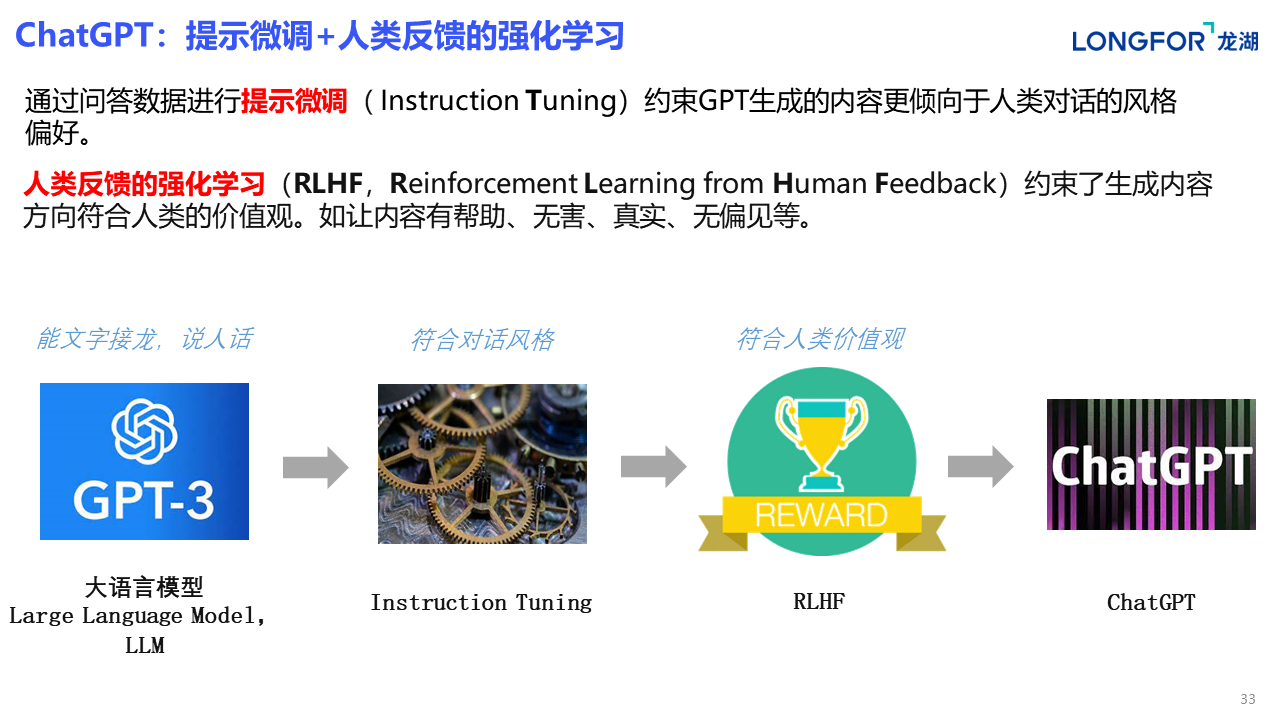 ChatGPT：提示微调+人类反馈的强化学习
LONGFOR 龙湖
通过问答数据进行提示微调（Instruction Tuning）约束GPT生成的内容更倾向于人类对话的风格
偏好。
人类反馈的强化学习（RLHF，Reinforcement Learning from Human Feedback）约束了生成内容
方向符合人类的价值观。如让内容有帮助、无害、真实、无偏见等。
能文字接龙，说人话
符合对话风格
符合人类价值观
GPT-3
REWARD
ChatGPT
大语言模型
Large Language Model，
LLM
Instruction Tuning
RLHF
ChatGPT
33